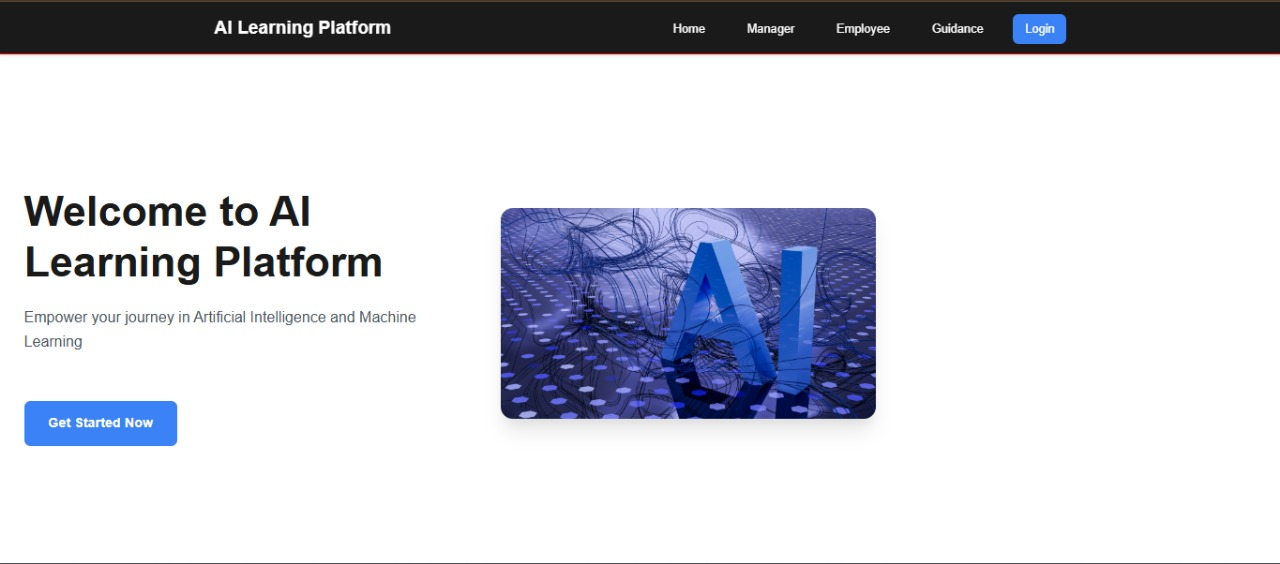 AI Learning Platform
Home
Manager
Employee
Guidance
Login
Welcome to AI
Learning Platform
Empower your journey in Artificial Intelligence and Machine
Learning
Get Started Now
AI